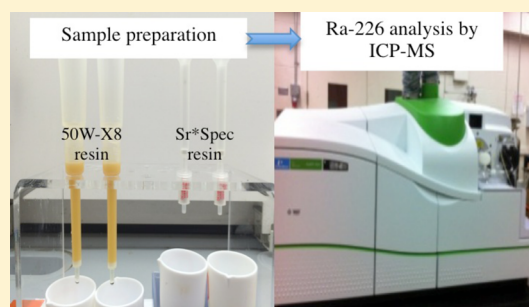 Sample preparation
Ra-226 analysis by
ICP-MS
50W-X8
resin
Sr*Spec
resin